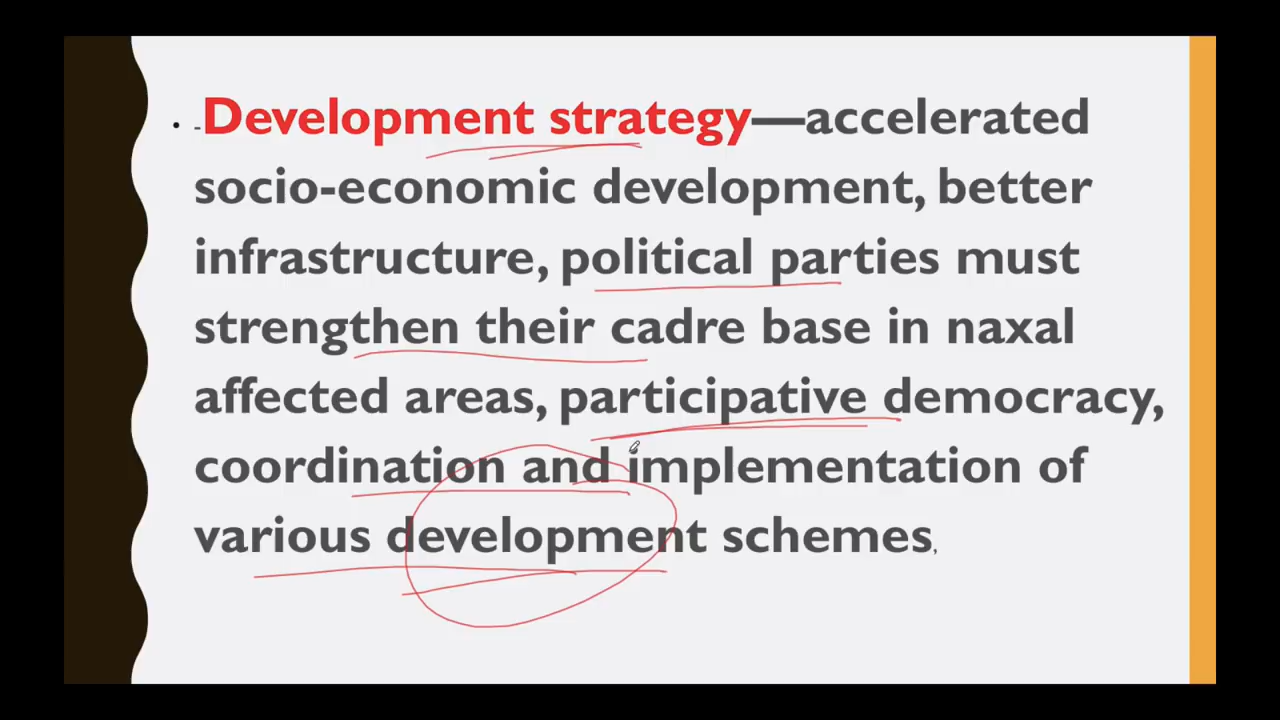 • -Development strategy—accelerated
socio-economic development, better
infrastructure, political parties must
strengthen their cadre base in naxal
affected areas, participative democracy,
coordination and implementation of
various development schemes,